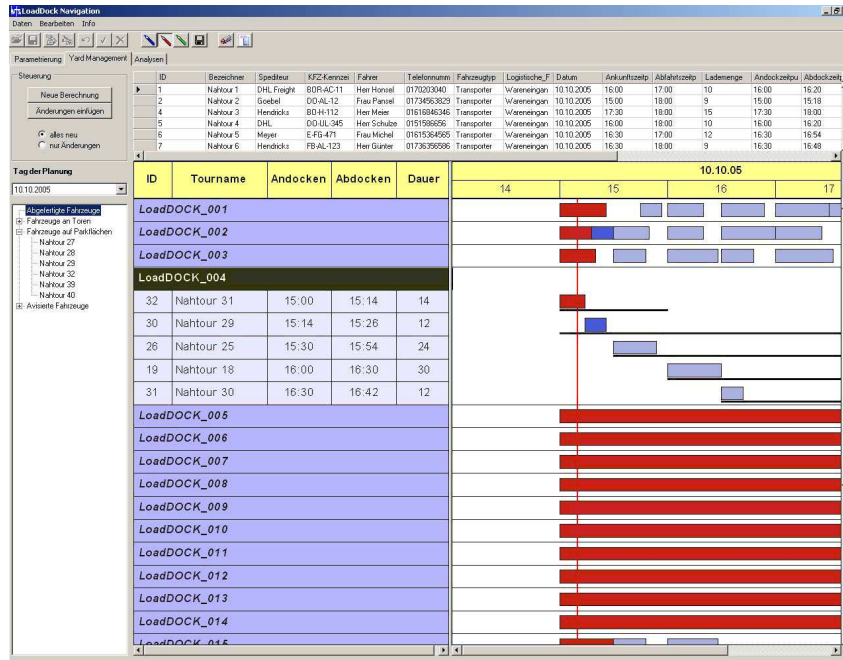 LoadDock Navigation
Daten Bearbeiten Info
Parametrierung Yard Management Analysen
Steuerung
Neue Berechnung
Änderungen einfügen
alles neu
nur Änderungen
Tag der Planung
10.10.2005
Abgefertigte Fahrzeuge
Fahrzeuge an Toren
Fahrzeuge auf Parkflächen
Nahtour 27
Nahtour 28
Nahtour 29
Nahtour 32
Nahtour 39
Nahtour 40
Avisierte Fahrzeuge
ID Bezeichner Spediteur KFZ-Kennzei Fahrer Telefonnumm Fahrzeugtyp Logistische_F Datum Ankunftszeitp Abfahrtszeitp Lademenge Andockzeitpu Abdockzeit
1 Nahtour 1 DHL Freight BOR-AC-11 Herr Honsel 0170203040 Transporter Wareneingan 10.10.2005 16:00 17:00 10 16:00 16:20
2 Nahtour 2 Goebel DO-AL-12 Frau Pansel 01734563829 Transporter Wareneingan 10.10.2005 15:00 18:00 9 15:00 15:18
4 Nahtour 3 Hendricks BO-H-112 Herr Meier 01616846346 Transporter Wareneingan 10.10.2005 17:30 18:00 15 17:30 18:00
5 Nahtour 4 DHL DO-UL-345 Herr Schulze 0151586656 Transporter Wareneingan 10.10.2005 16:00 18:00 10 16:00 16:20
6 Nahtour 5 Meyer E-FG-471 Frau Michel 01615364565 Transporter Wareneingan 10.10.2005 16:30 17:00 12 16:30 16:54
7 Nahtour 6 Hendricks FB-AL-123 Herr Günter 01736356586 Transporter Wareneingan 10.10.2005 16:30 18:00 9 16:30 16:48
ID Tourname Andocken Abdocken Dauer
10.10.05
14 15 16 17
LoadDOCK_001
LoadDOCK_002
LoadDOCK_003
LoadDOCK_004
32 Nahtour 31 15:00 15:14 14
30 Nahtour 29 15:14 15:26 12
26 Nahtour 25 15:30 15:54 24
19 Nahtour 18 16:00 16:30 30
31 Nahtour 30 16:30 16:42 12
LoadDOCK_005
LoadDOCK_006
LoadDOCK_007
LoadDOCK_008
LoadDOCK_009
LoadDOCK_010
LoadDOCK_011
LoadDOCK_012
LoadDOCK_013
LoadDOCK_014
LoadDOCK_015